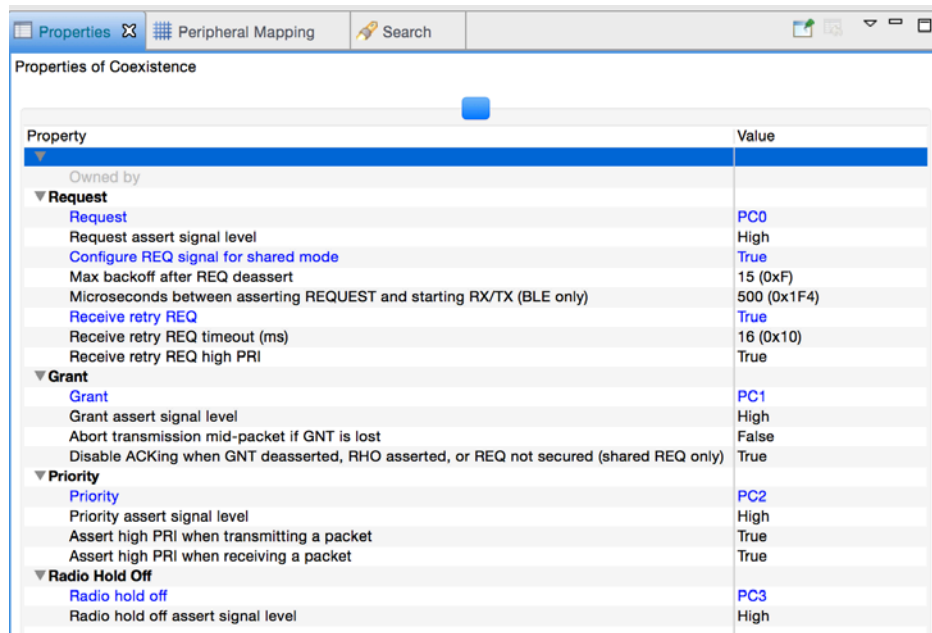 Properties Peripheral Mapping Search
Properties of Coexistence
Property Value
Owned by
Request
Request PC0
Request assert signal level High
Configure REQ signal for shared mode True
Max backoff after REQ deassert 15 (0xF)
Microseconds between asserting REQUEST and starting RX/TX (BLE only) 500 (0x1F4)
Receive retry REQ True
Receive retry REQ timeout (ms) 16 (0x10)
Receive retry REQ high PRI True
Grant
Grant PC1
Grant assert signal level High
Abort transmission mid-packet if GNT is lost False
Disable ACKing when GNT deasserted, RHO asserted, or REQ not secured (shared REQ only) True
Priority
Priority PC2
Priority assert signal level High
Assert high PRI when transmitting a packet True
Assert high PRI when receiving a packet True
Radio Hold Off
Radio hold off PC3
Radio hold off assert signal level High